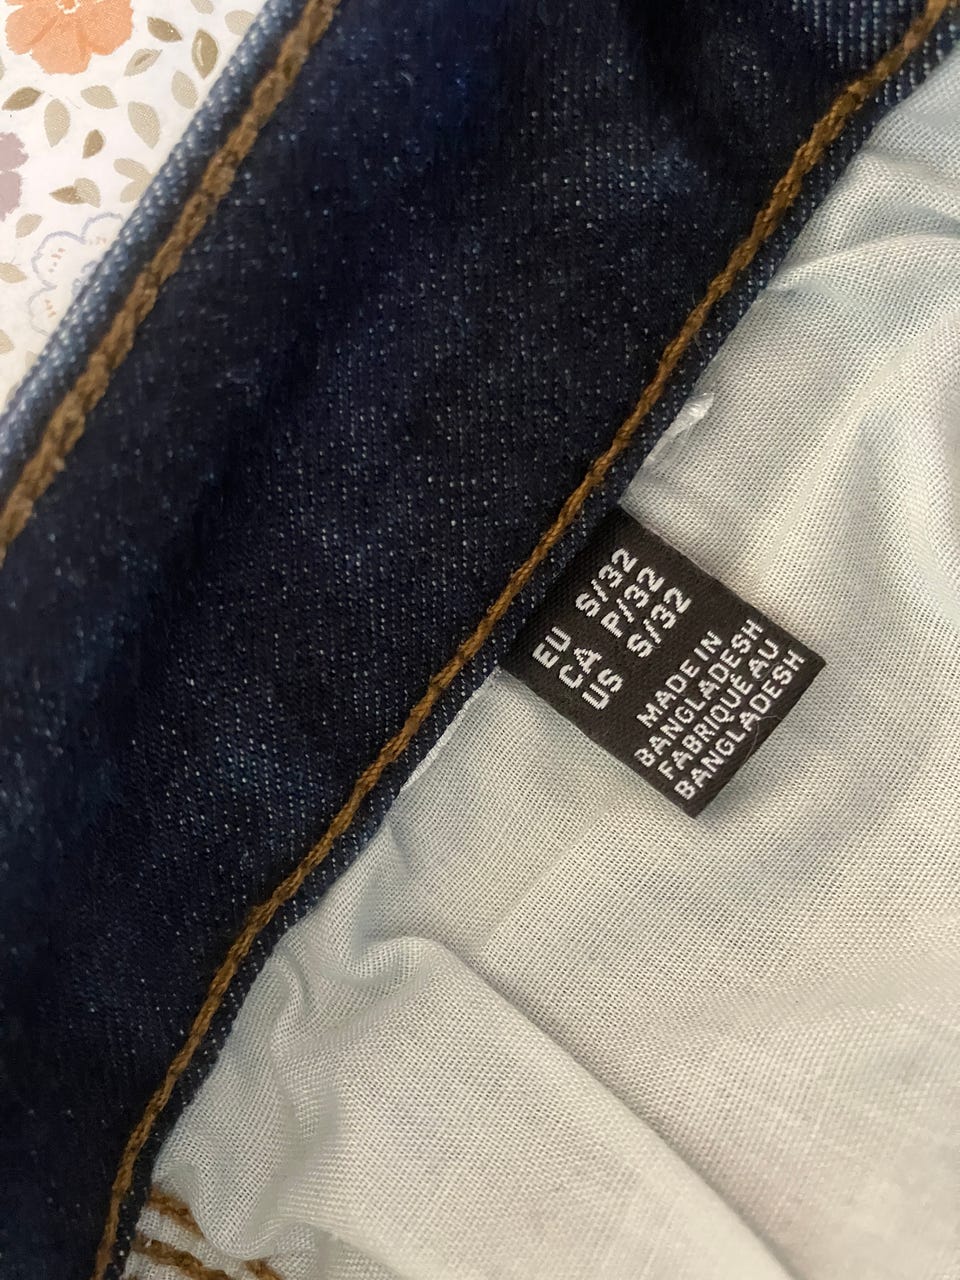 EU S/32
CA P/32
US S/32
MADE IN
BANGLADESH
FABRIQUÉ AU
BANGLADESH